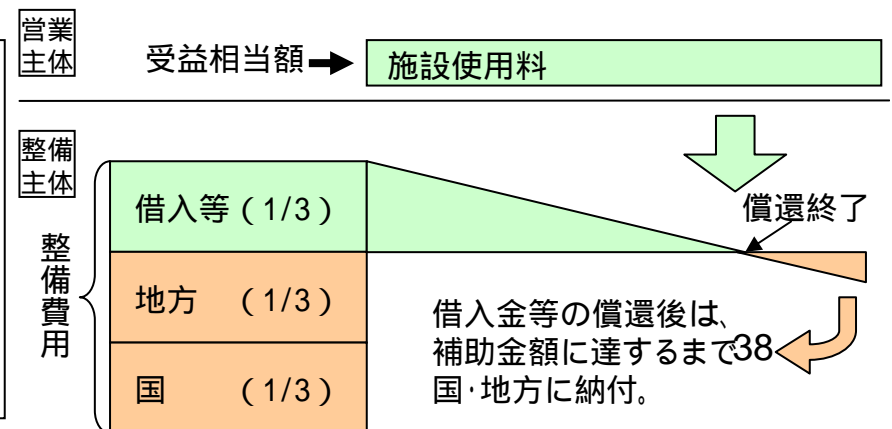 営業
主体
受益相当額
施設使用料
整備
主体
整備費用
借入等（1/3）
地方　（1/3）
国　　（1/3）
償還終了
借入金等の償還後は、
補助金額に達するまで38
国・地方に納付。